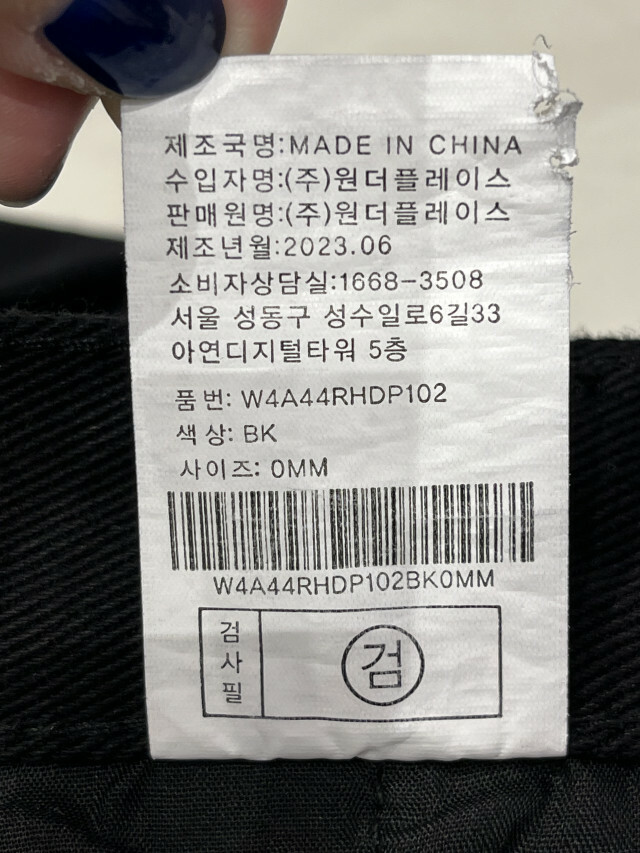 제조국명:MADE IN CHINA
수입자명:(주)원더플레이스
판매원명:(주)원더플레이스
제조년월:2023.06
소비자상담실:1668-3508
서울 성동구 성수일로6길33
아연디지털타워 5층
품번: W4A44RHDP102
색상: BK
사이즈: 0MM
W4A44RHDP102BK0MM
검사필
검